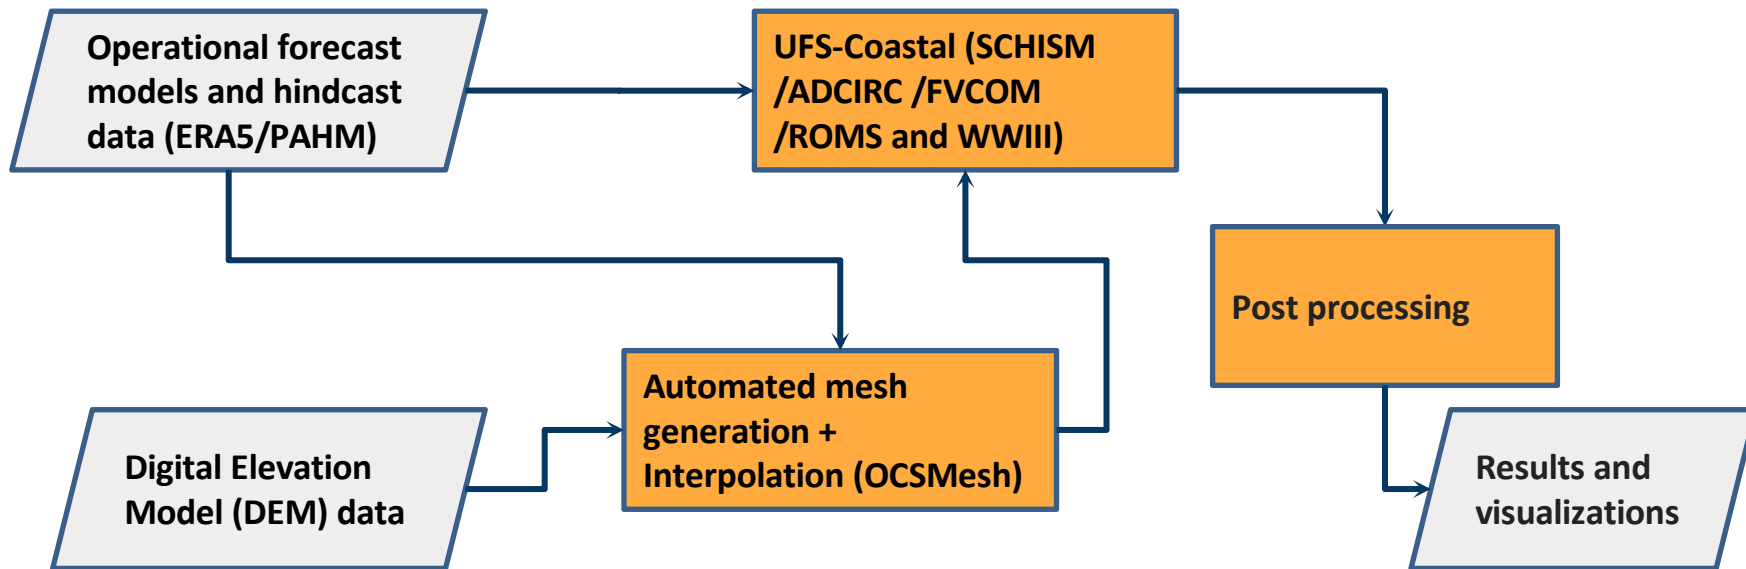 Operational forecast
models and hindcast
data (ERA5/PAHM)
UFS-Coastal (SCHISM
/ADCIRC /FVCOM
/ROMS and WWIII)
Post processing
Automated mesh
generation +
Interpolation (OCSMesh)
Digital Elevation
Model (DEM) data
Results and
visualizations